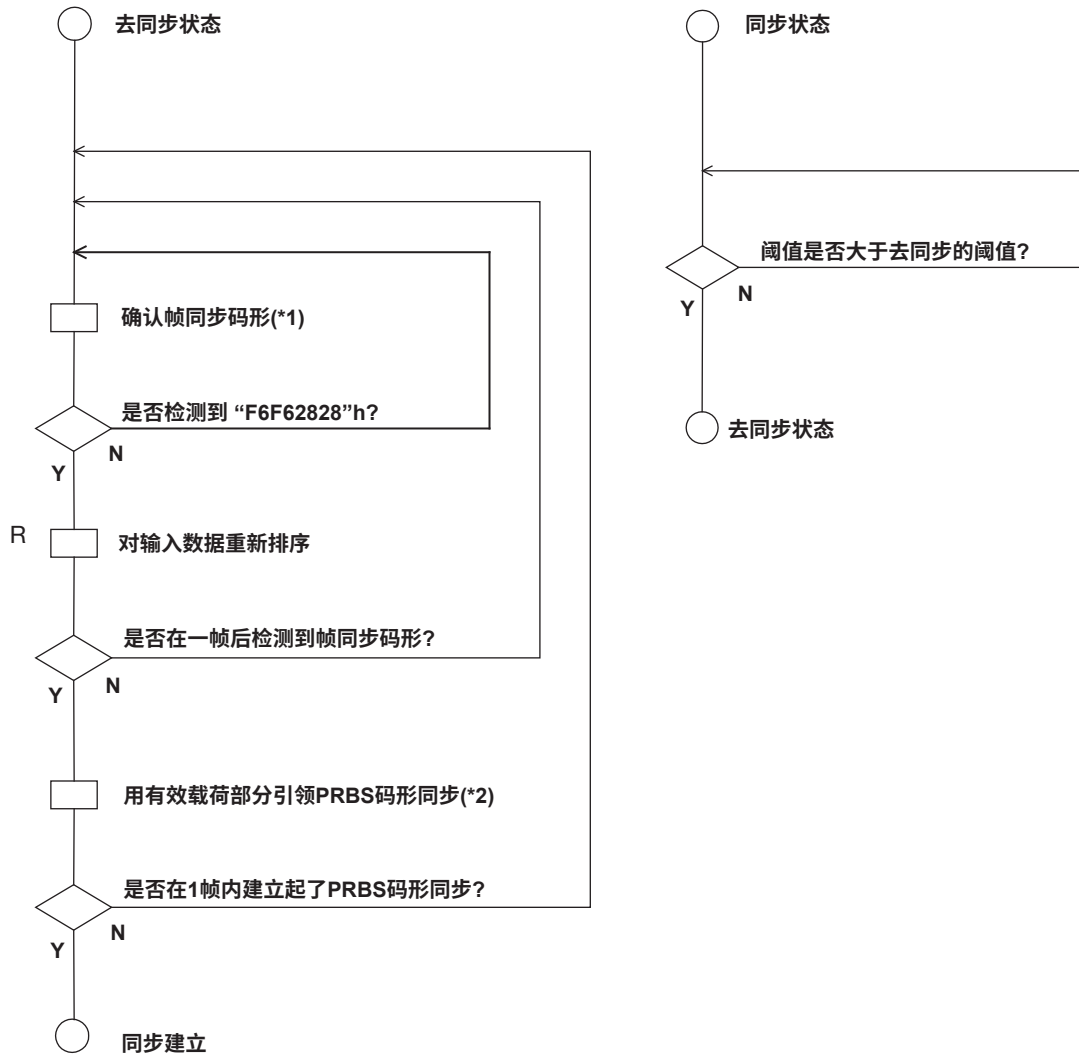 去同步状态
确认帧同步码形(*1)
是否检测到 “F6F62828”h?
N
Y
R
对输入数据重新排序
是否在一帧后检测到帧同步码形?
N
Y
用有效载荷部分引领PRBS码形同步(*2)
是否在1帧内建立起了PRBS码形同步?
N
Y
同步建立
同步状态
阈值是否大于去同步的阈值?
N
Y
去同步状态